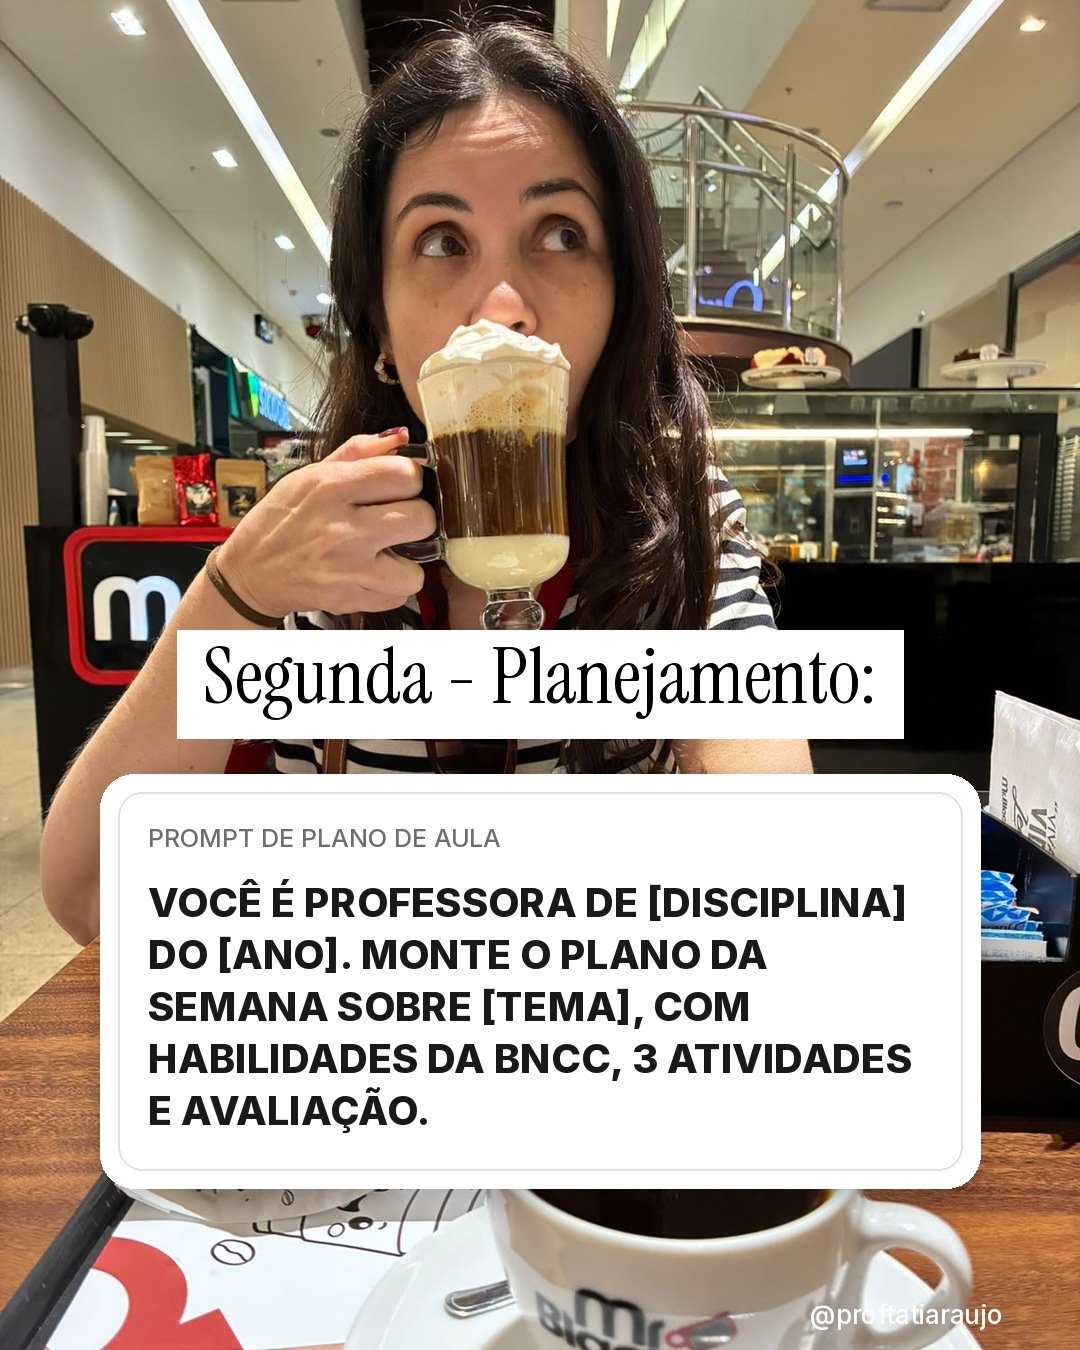 Segunda - Planejamento:
PROMPT DE PLANO DE AULA
VOCÊ É PROFESSORA DE [DISCIPLINA]
DO [ANO]. MONTE O PLANO DA
SEMANA SOBRE [TEMA], COM
HABILIDADES DA BNCC, 3 ATIVIDADES
E AVALIAÇÃO.
Mr
@proftatiaraujo